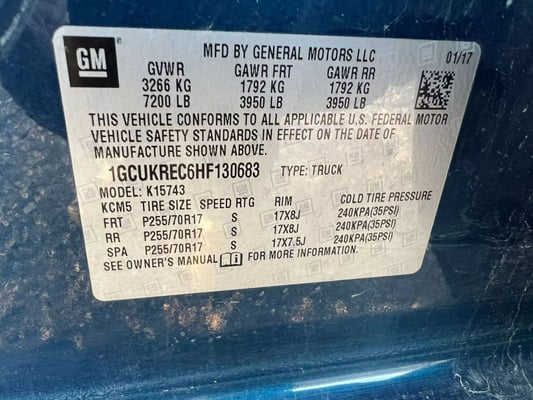 GM
MFD BY GENERAL MOTORS LLC 01/17
GVWR GAWR FRT GAWR RR
3266 KG 1792 KG 1792 KG
7200 LB 3950 LB 3950 LB
THIS VEHICLE CONFORMS TO ALL APPLICABLE U.S. FEDERAL MOTOR
VEHICLE SAFETY STANDARDS IN EFFECT ON THE DATE OF
MANUFACTURE SHOWN ABOVE.
1GCUKREC6HF130683 TYPE: TRUCK
MODEL: K15743
KCM5 TIRE SIZE SPEED RTG RIM COLD TIRE PRESSURE
FRT P255/70R17 S 17X8J 240KPA(35PSI)
RR P255/70R17 S 17X8J 240KPA(35PSI)
SPA P255/70R17 S 17X7.5J 240KPA(35PSI)
SEE OWNER'S MANUAL FOR MORE INFORMATION